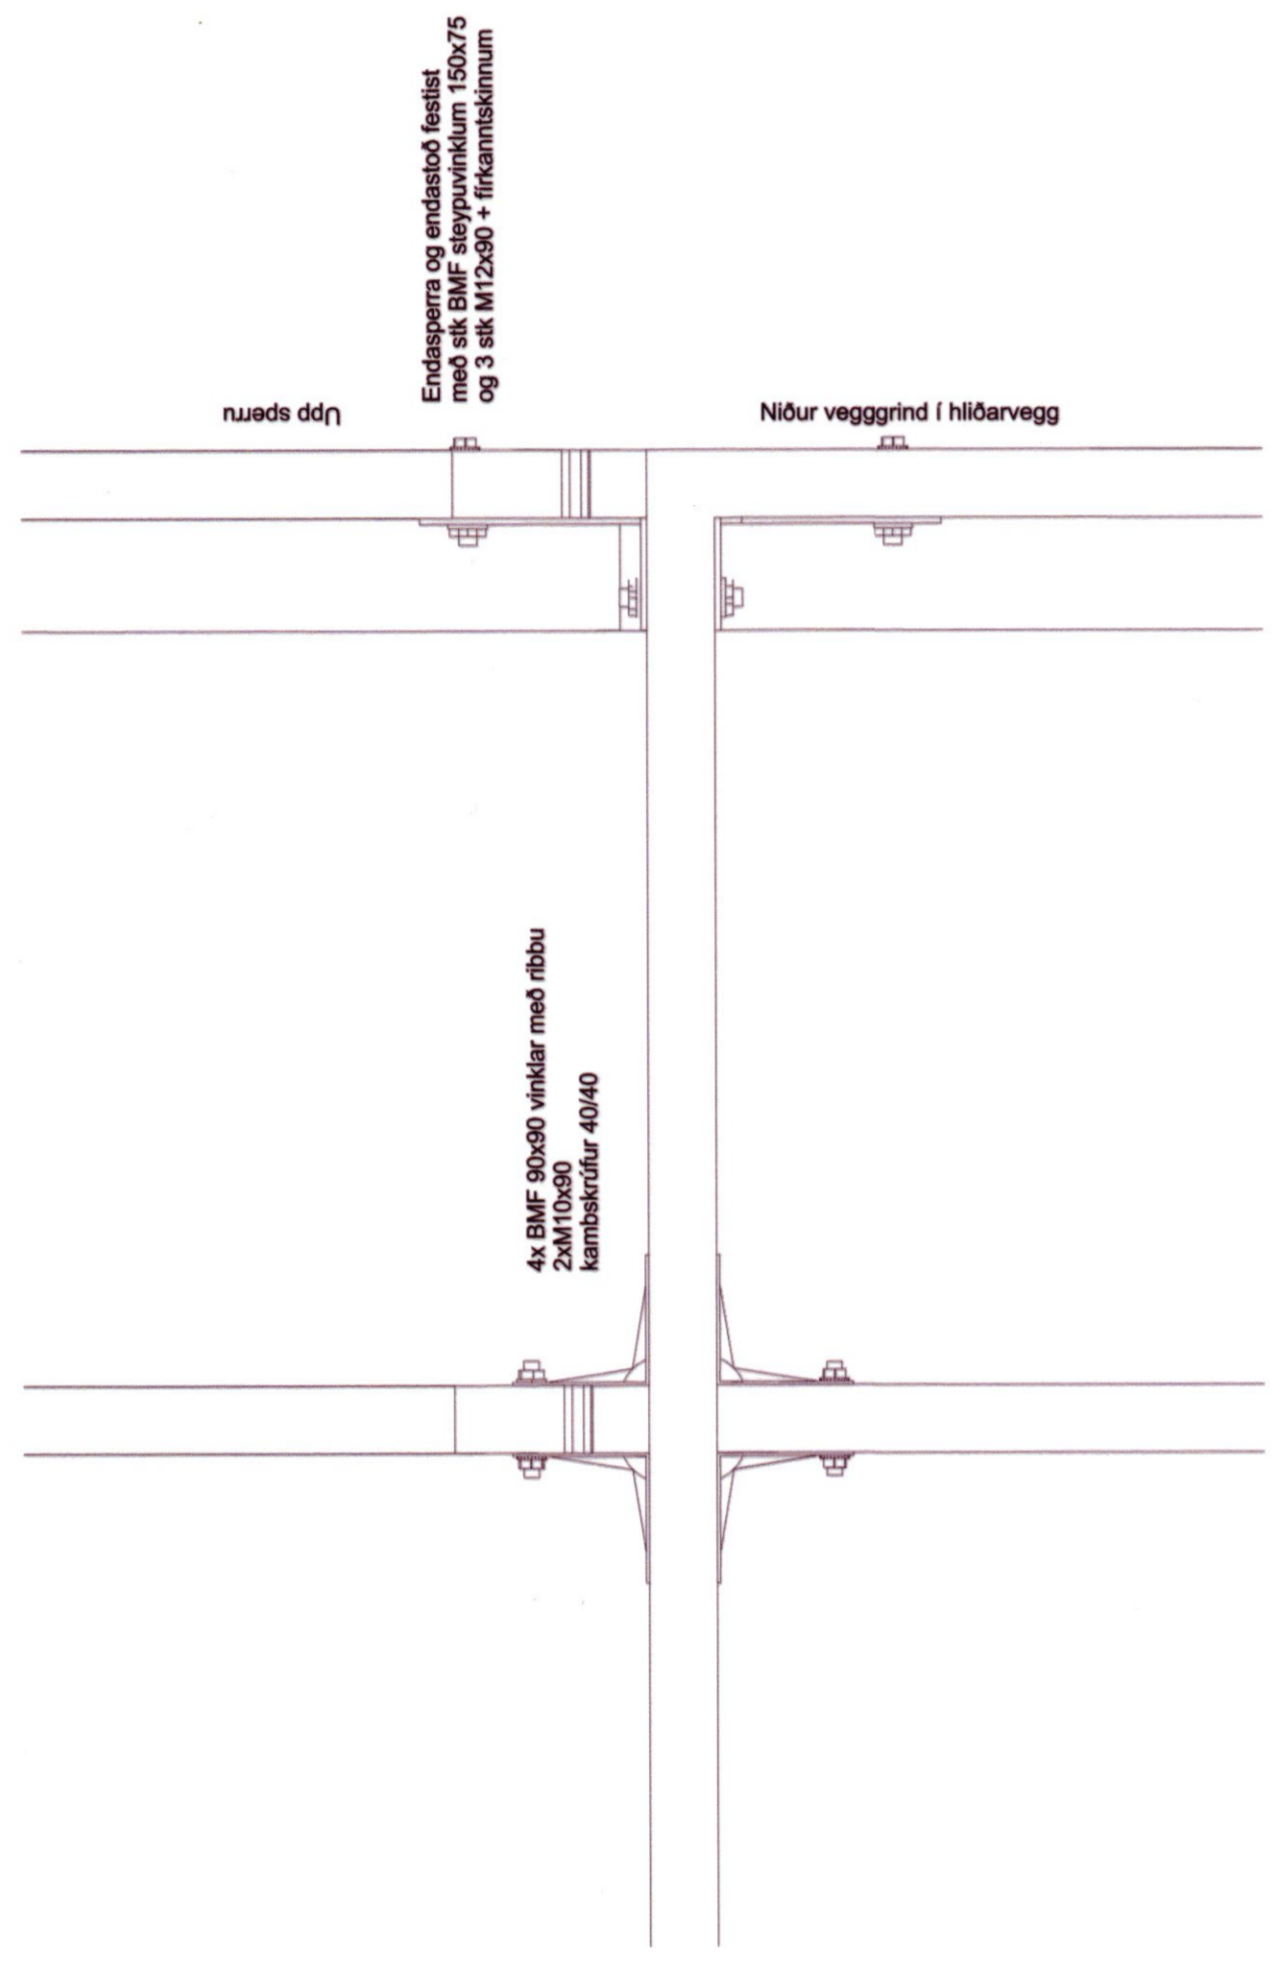 Endasperra og endastoð festist
með stk BMF steypuvinklum 150x75
og 3 stk M12x90 + fírkanntskinnum
Upp sperru
Niður vegggrind í hliðarvegg
4x BMF 90x90 vinklar með ribbu
2xM10x90
kambskrúfur 40/40